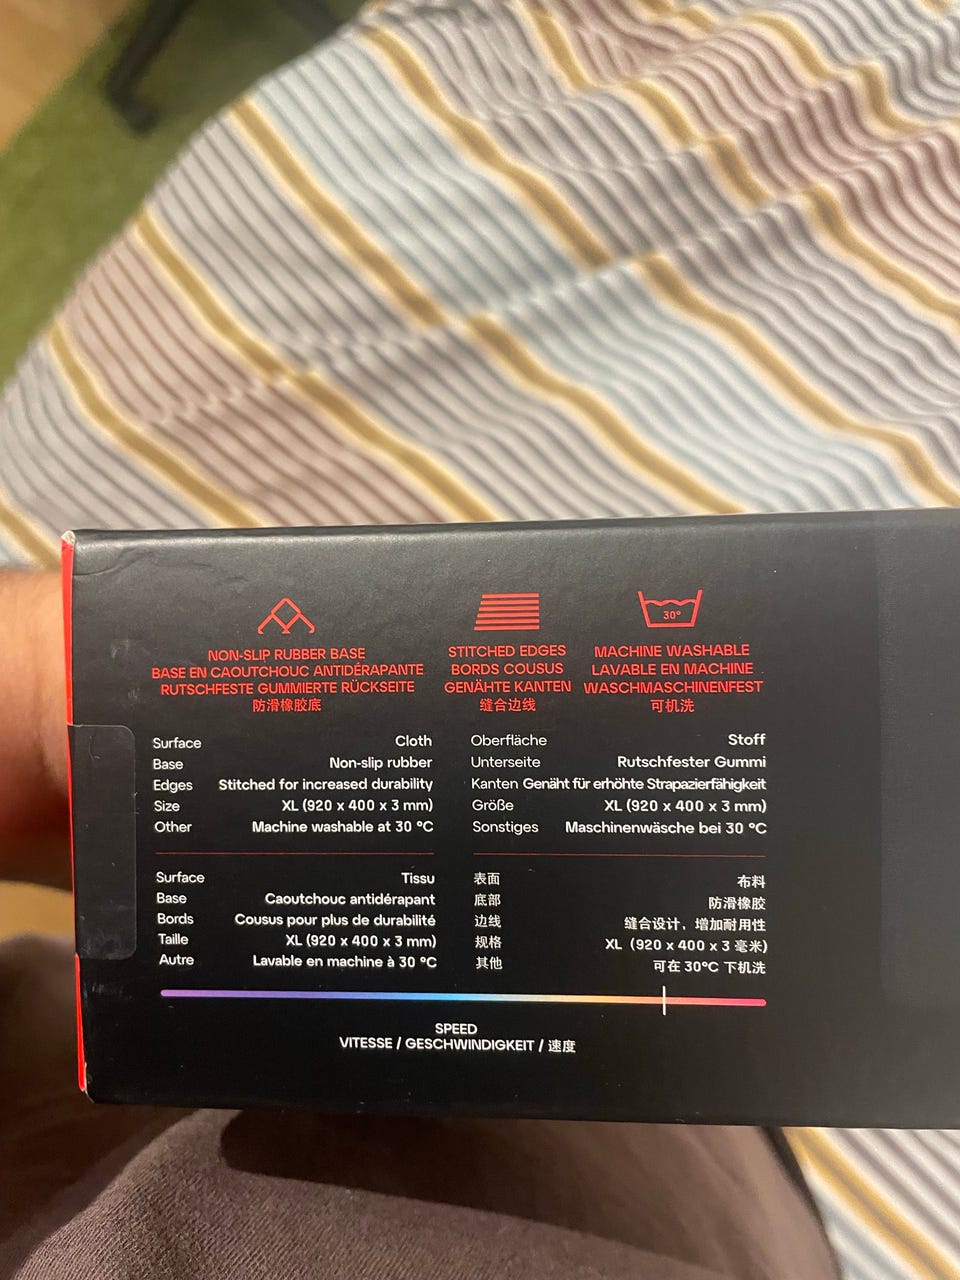 30°
NON-SLIP RUBBER BASE
BASE EN CAOUTCHOUC ANTIDÉRAPANTE
RUTSCHFESTE GUMMIERTE RÜCKSEITE
防滑橡胶底
STITCHED EDGES
BORDS COUSUS
GENÄHTE KANTEN
缝合边线
MACHINE WASHABLE
LAVABLE EN MACHINE
WASCHMASCHINENFEST
可机洗
Surface Cloth
Base Non-slip rubber
Edges Stitched for increased durability
Size XL (920 x 400 x 3 mm)
Other Machine washable at 30 °C
Oberfläche Stoff
Unterseite Rutschfester Gummi
Kanten Genäht für erhöhte Strapazierfähigkeit
Größe XL (920 x 400 x 3 mm)
Sonstiges Maschinenwäsche bei 30 °C
Surface Tissu
Base Caoutchouc antidérapant
Bords Cousus pour plus de durabilité
Taille XL (920 x 400 x 3 mm)
Autre Lavable en machine à 30 °C
表面 布料
底部 防滑橡胶
边线 缝合设计，增加耐用性
规格 XL（920 x 400 x 3 毫米）
其他 可在 30°C 下机洗
SPEED
VITESSE / GESCHWINDIGKEIT / 速度